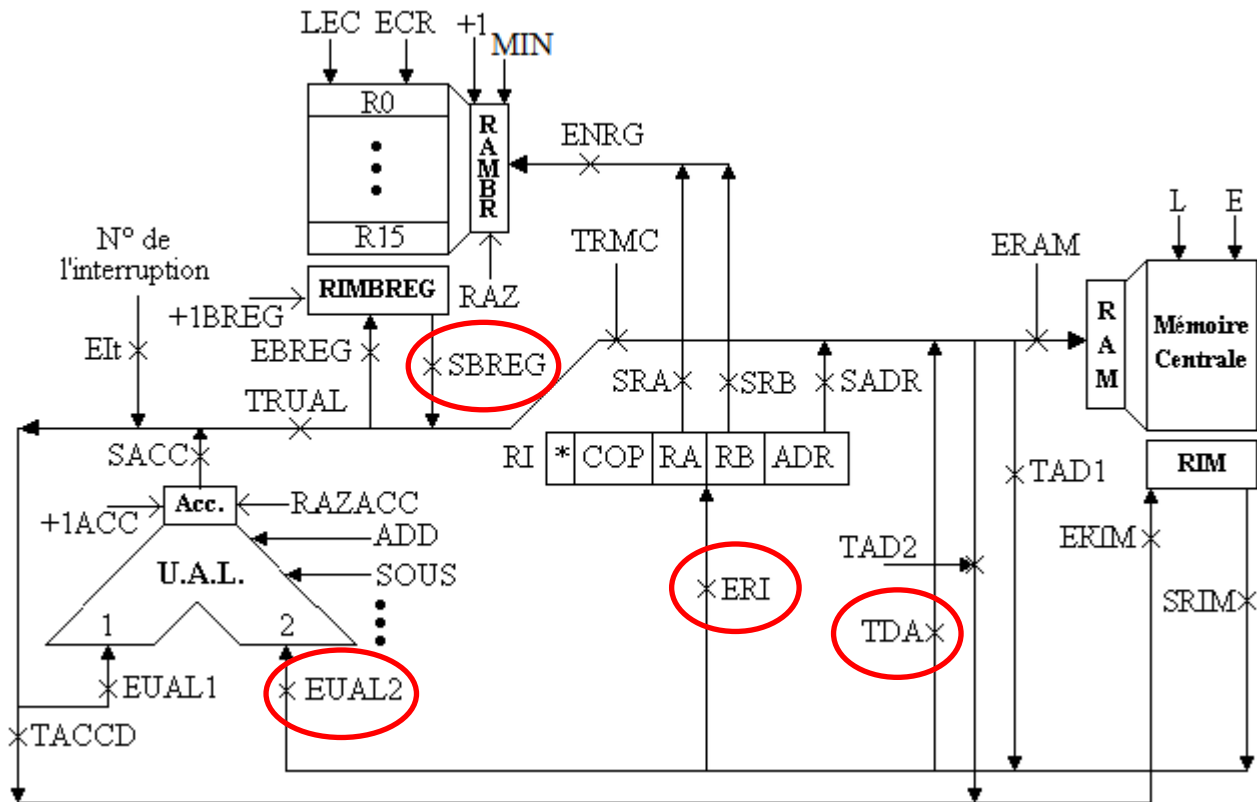 LEC ECR +1
MIN
R0
RAMBR
ENRG
R15
L E
N° de
l'interruption
TRMC
ERAM
RIMBREG
RAZ
+1BREG
RAM
Mémoire
Centrale
EIt
EBREG
SBREG
SRA
SRB
SADR
TRUAL
SACC
RI * COP RA RB ADR
RIM
TAD1
Acc.
RAZACC
+1ACC
ADD
ERIM
TAD2
U.A.L.
SOUS
ERI
SRIM
1 2
TDA
EUAL1
EUAL2
TACCD